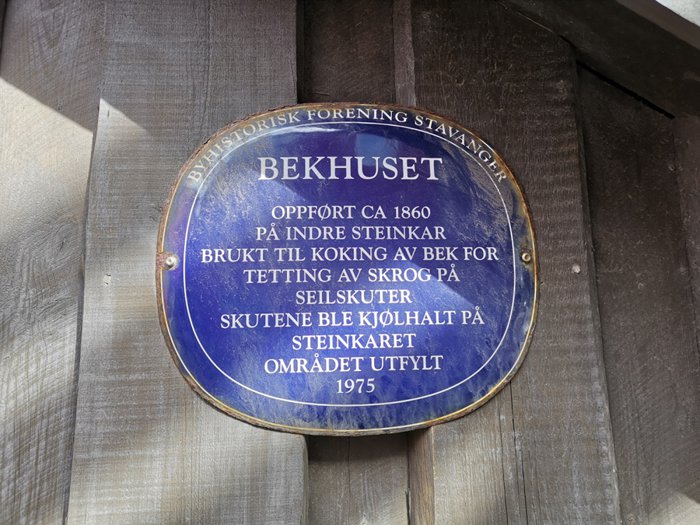 BYHISTORISK FORENING STAVANGER
BEKHUSET
OPPFØRT CA 1860
PÅ INDRE STEINKAR
BRUKT TIL KOKING AV BEK FOR
TETTING AV SKROG PÅ
SEILSKUTER
SKUTENE BLE KJØLHALT PÅ
STEINKARET
OMRÅDET UTFYLT
1975